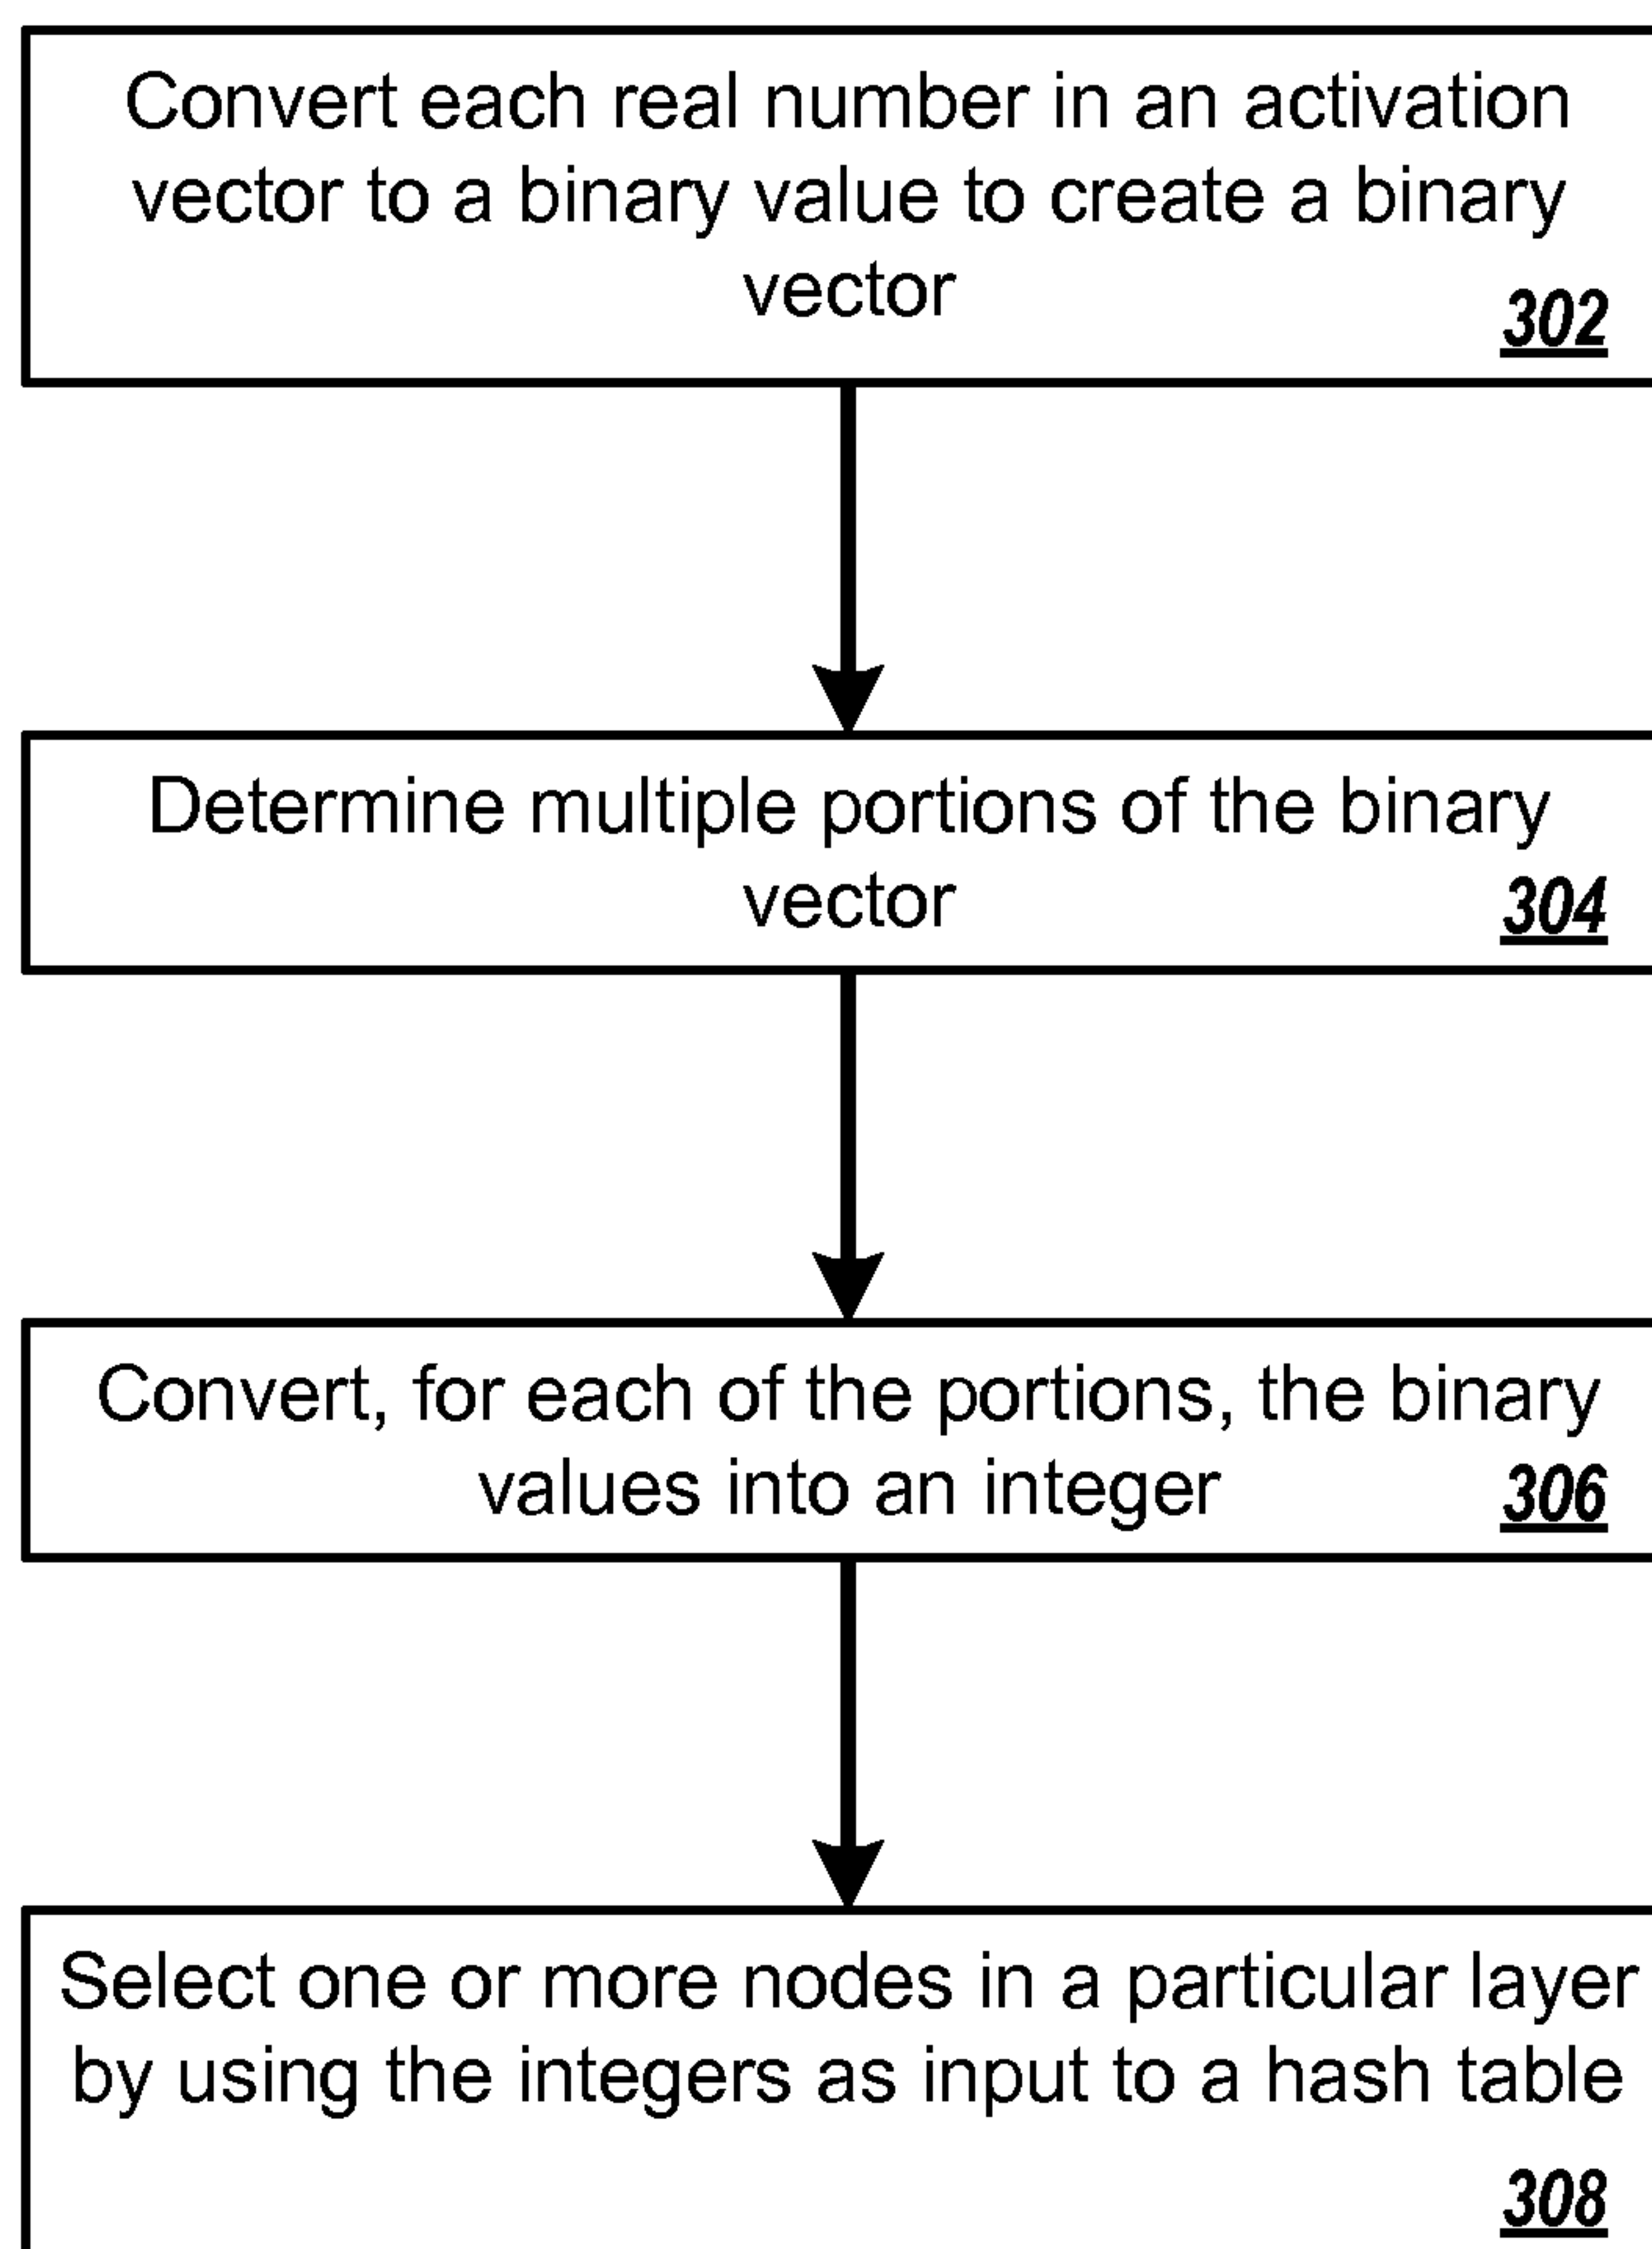 Convert each real number in an activation
vector to a binary value to create a binary
vector
302
Determine multiple portions of the binary
vector
304
Convert, for each of the portions, the binary
values into an integer
306
Select one or more nodes in a particular layer
by using the integers as input to a hash table
308